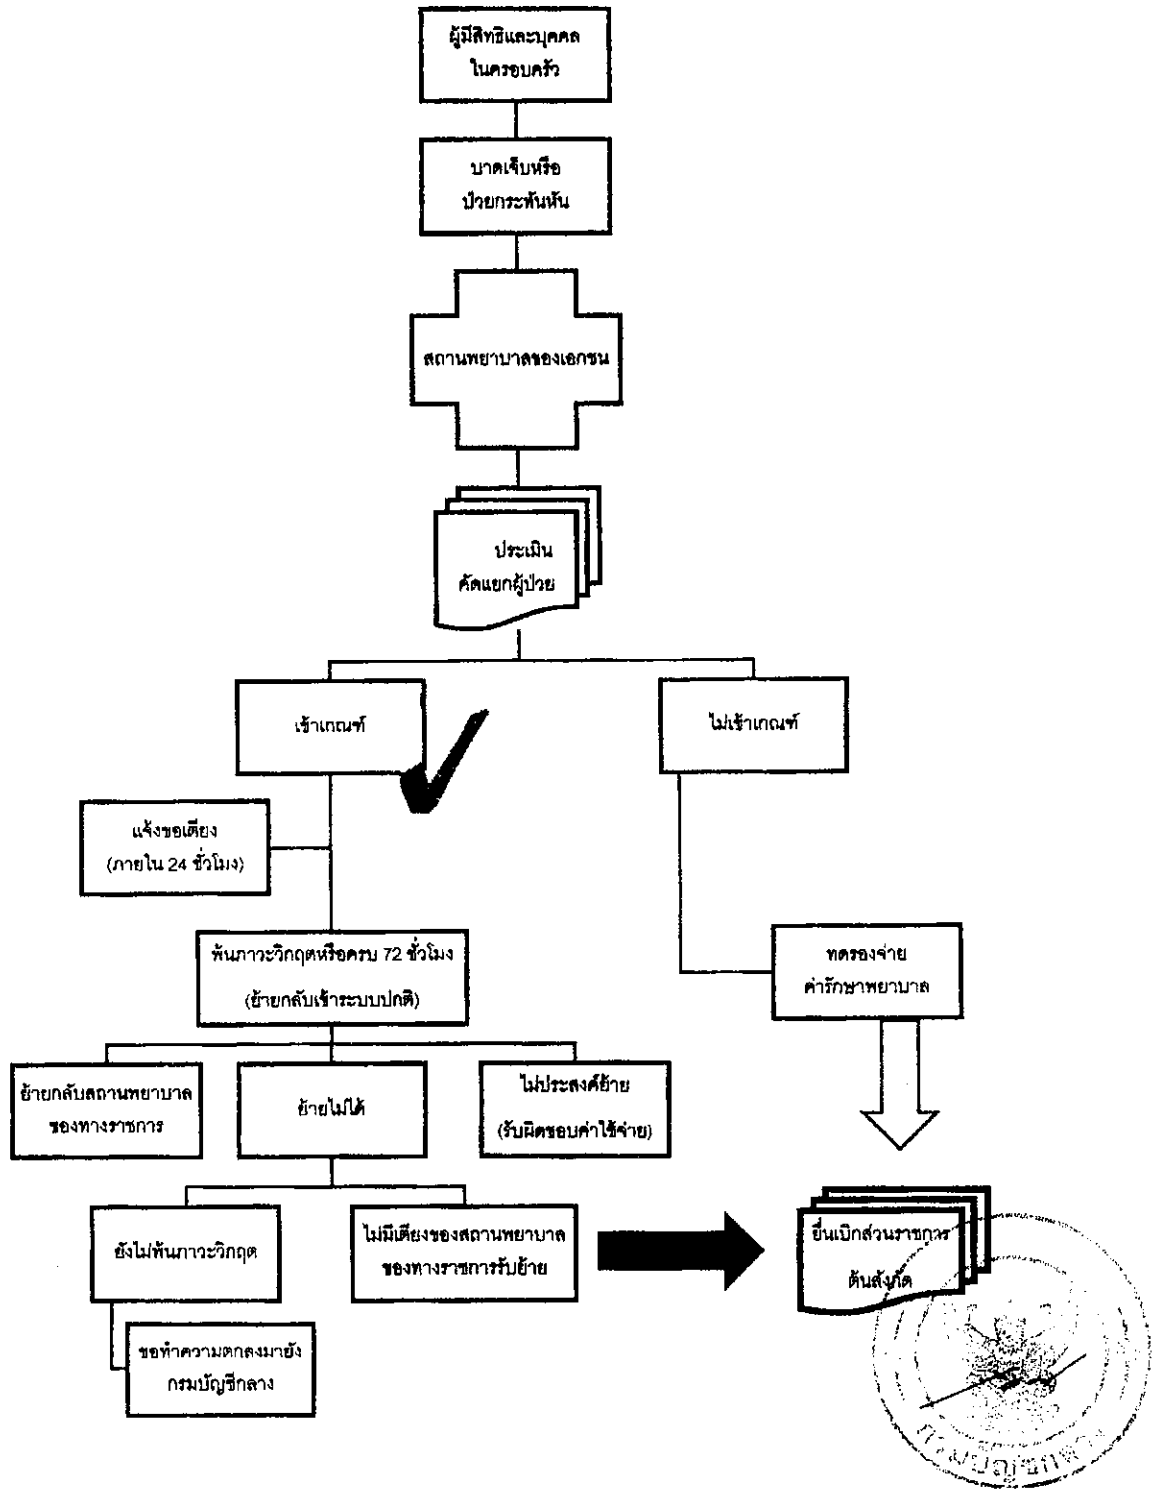 ผู้มีสิทธิและบุคคล
ในครอบครัว
บาดเจ็บหรือ
ป่วยกระทันหัน
สถานพยาบาลของเอกชน
ประเมิน
คัดแยกผู้ป่วย
เข้าเกณฑ์
ไม่เข้าเกณฑ์
แจ้งขอเตียง
(ภายใน 24 ชั่วโมง)
พ้นภาวะวิกฤตหรือครบ 72 ชั่วโมง
(ย้ายกลับเข้าระบบปกติ)
ทดรองจ่าย
ค่ารักษาพยาบาล
ย้ายกลับสถานพยาบาล
ของทางราชการ
ย้ายไม่ได้
ไม่ประสงค์ย้าย
(รับผิดชอบค่าใช้จ่าย)
ยังไม่พ้นภาวะวิกฤต
ไม่มีเตียงของสถานพยาบาล
ของทางราชการรับย้าย
ยื่นเบิกส่วนราชการ
ต้นสังกัด
ขอทำความตกลงมายัง
กรมบัญชีกลาง
กรมบัญชีกลาง